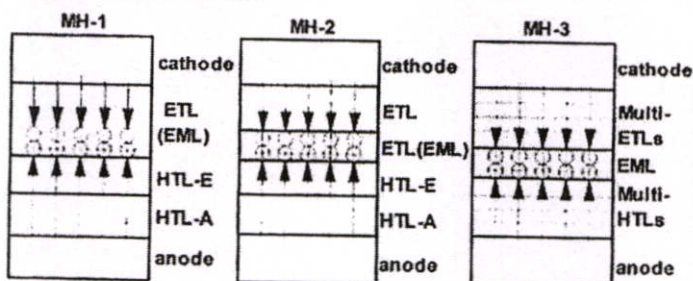 MH-1
cathode
ETL
(EML)
HTL-E
HTL-A
anode
MH-2
cathode
ETL
ETL(EML)
HTL-E
HTL-A
anode
MH-3
cathode
Multi-
ETLs
EML
Multi-
HTLs
anode